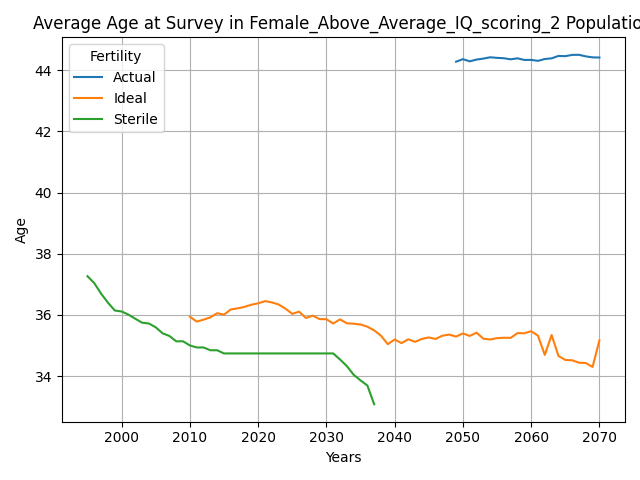 Average Age at Survey in Female_Above_Average_IQ_scoring_2 Populatio
Fertility
Actual
Ideal
Sterile
44
42
40
38
36
34
Age
2000 2010 2020 2030 2040 2050 2060 2070
Years